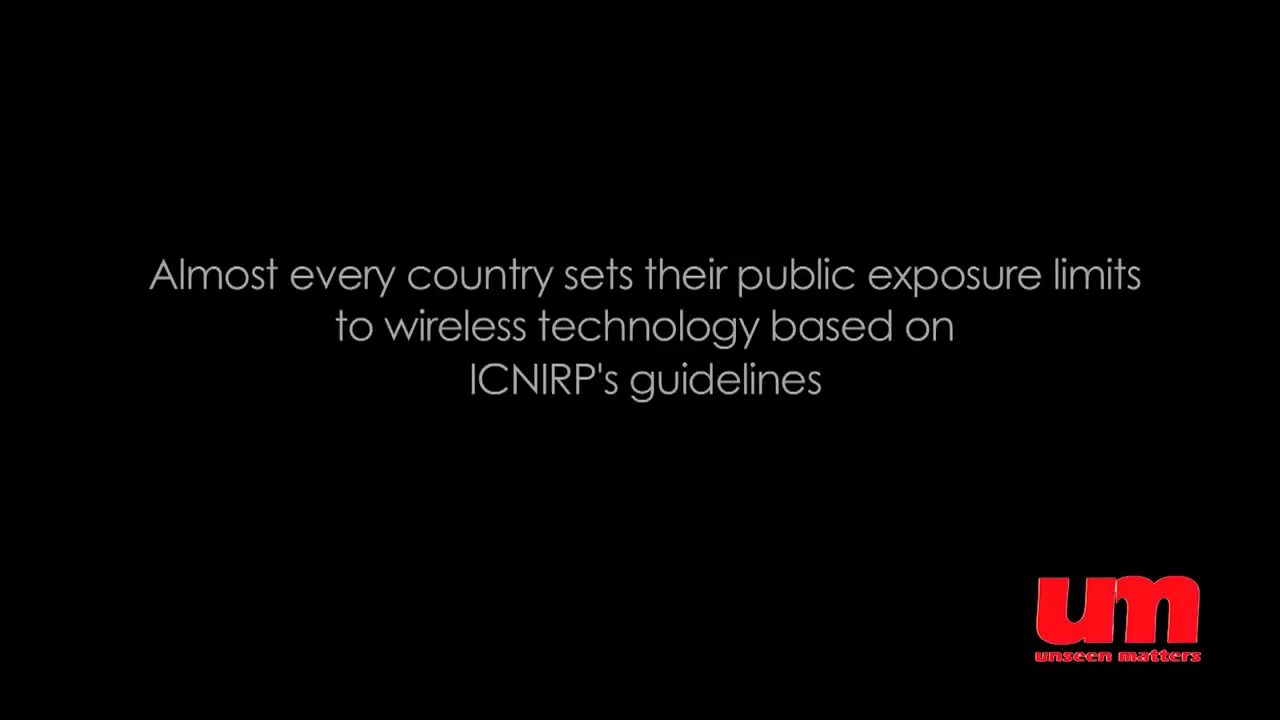 Almost every country sets their public exposure limits
to wireless technology based on
ICNIRP's guidelines
um
unseen matters